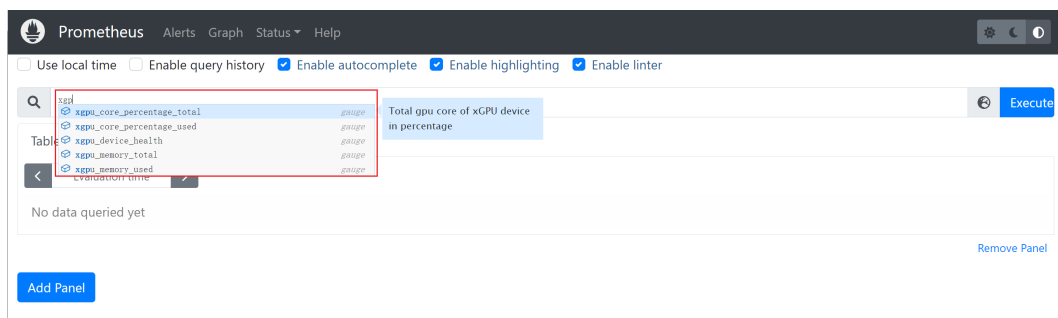 Prometheus Alerts Graph Status Help
Use local time Enable query history Enable autocomplete Enable highlighting Enable linter
xgp
Execute
xgpu_core_percentage_total gauge
Total gpu core of xGPU device
in percentage
xgpu_core_percentage_used gauge
Table
xgpu_device_health gauge
xgpu_memory_total gauge
xgpu_memory_used gauge
Evaluation time
No data queried yet
Remove Panel
Add Panel